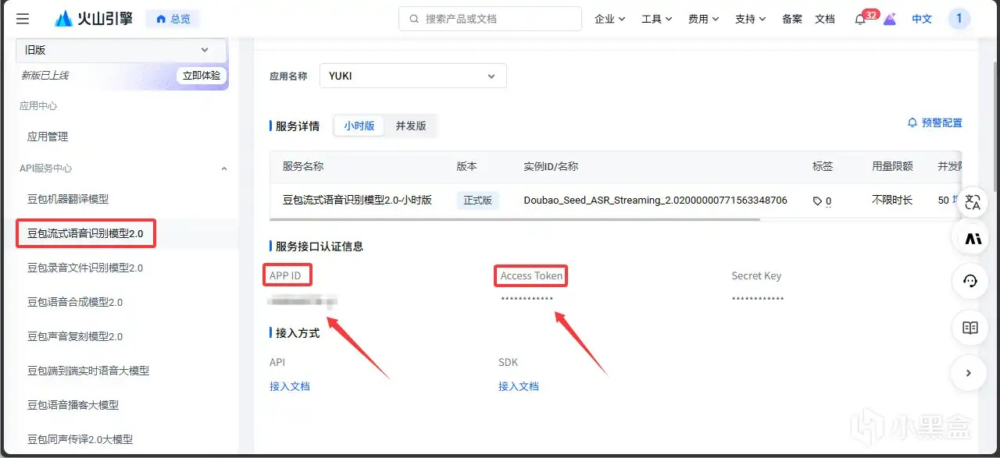 火山引擎 总览 搜索产品或文档 企业 工具 费用 支持 备案 文档 32 中文 1
旧版
新版已上线 立即体验
应用中心
应用管理
API服务中心
豆包机器翻译模型
豆包流式语音识别模型2.0
豆包录音文件识别模型2.0
豆包语音合成模型2.0
豆包声音复刻模型2.0
豆包端到端实时语音大模型
豆包语音播客大模型
豆包同声传译2.0大模型
应用名称 YUKI
服务详情 小时版 并发版 预警配置
服务名称 版本 实例ID/名称 标签 用量限额
豆包流式语音识别模型2.0-小时版 正式版 Doubao_Seed_ASR_Streaming_2.02000000771563348706 0 不限时长 50
服务接口认证信息
APP ID Access Token Secret Key
************ ************
接入方式
API SDK
接入文档 接入文档
小黑盒